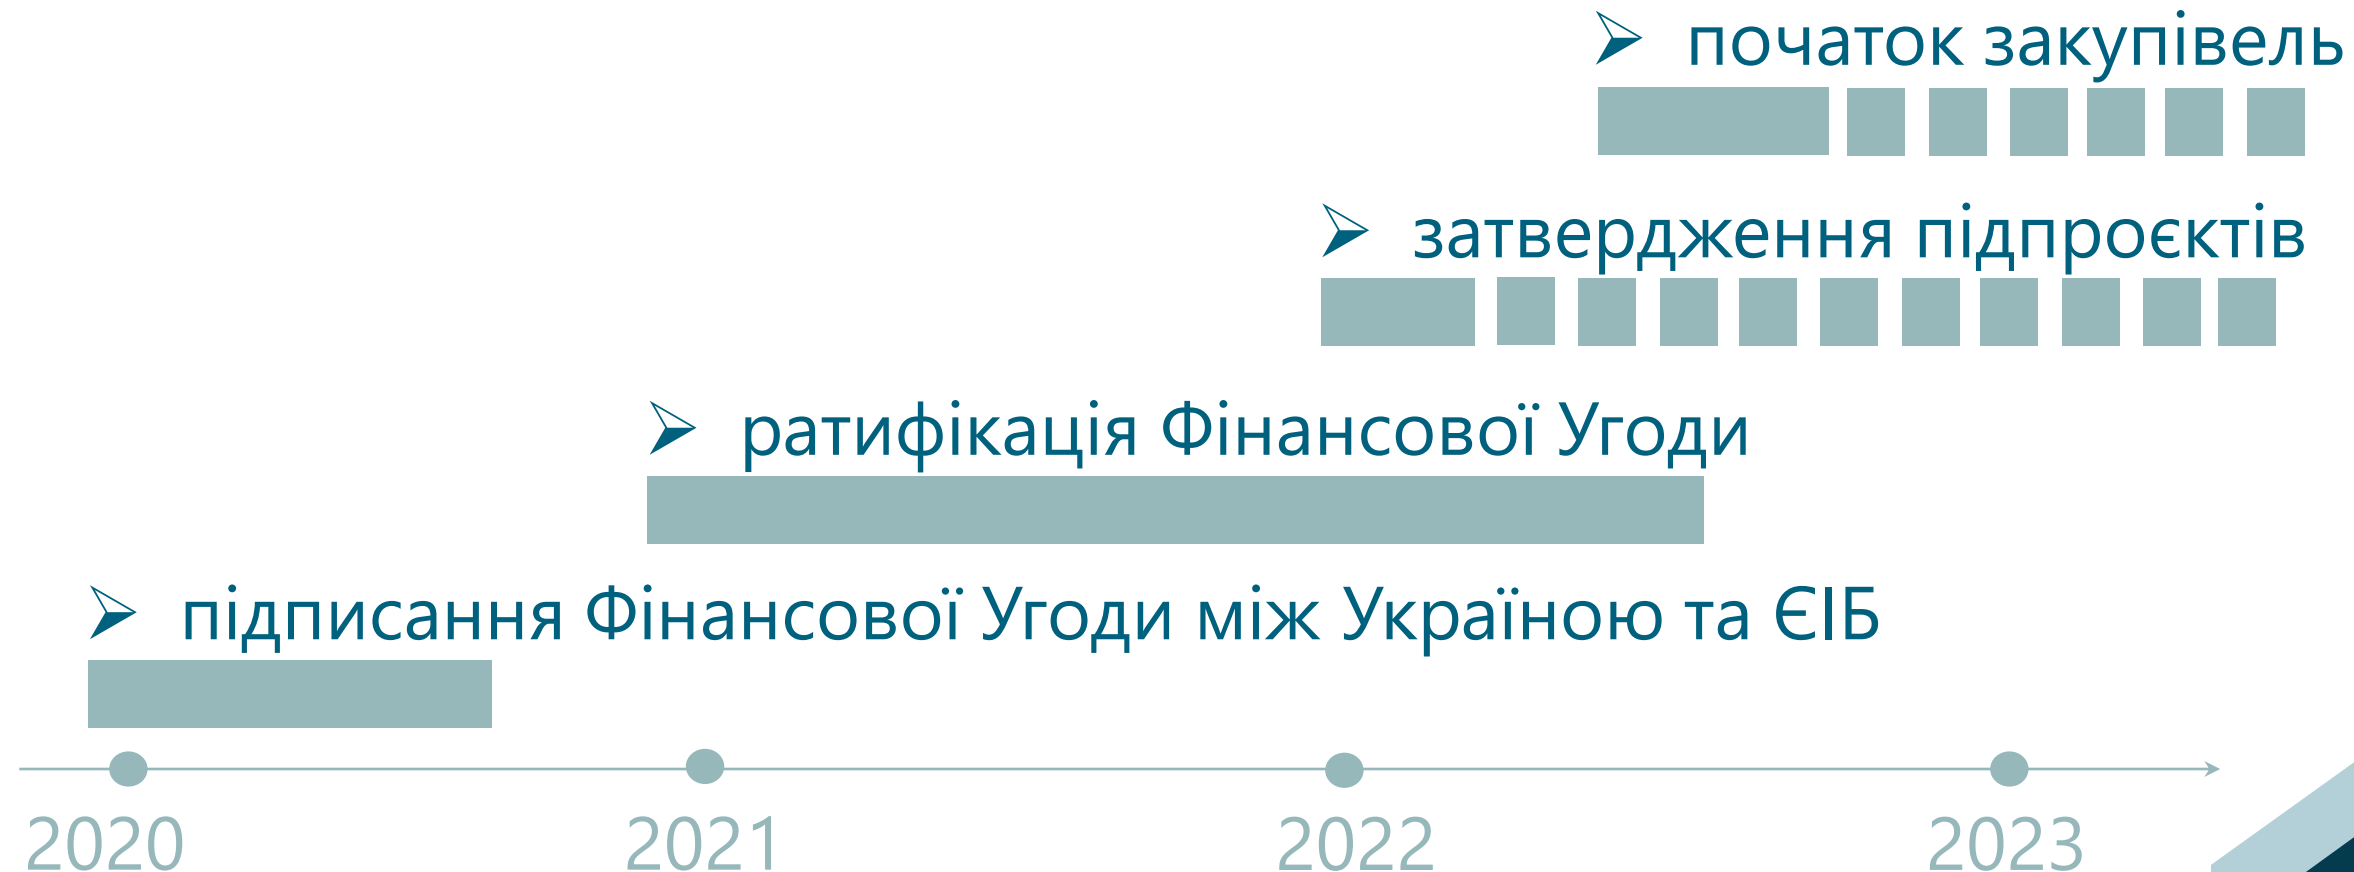 початок закупівель
затвердження підпроєктів
ратифікація Фінансової Угоди
підписання Фінансової Угоди між Україною та ЄІБ
2020 2021 2022 2023